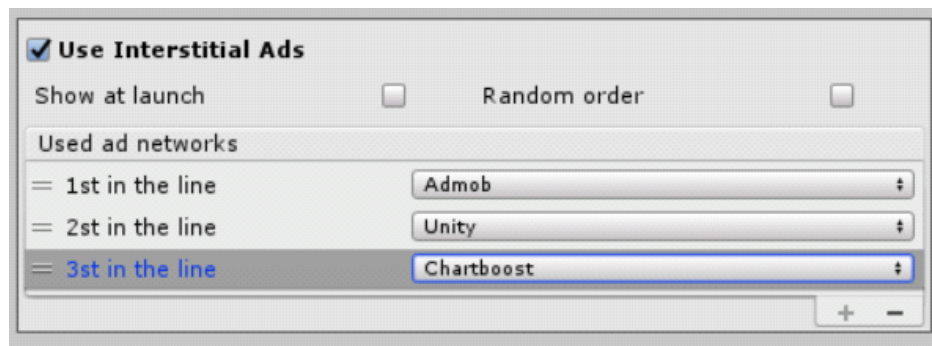 Use Interstitial Ads
Show at launch Random order
Used ad networks
1st in the line Admob
2st in the line Unity
3st in the line Chartboost
+ −